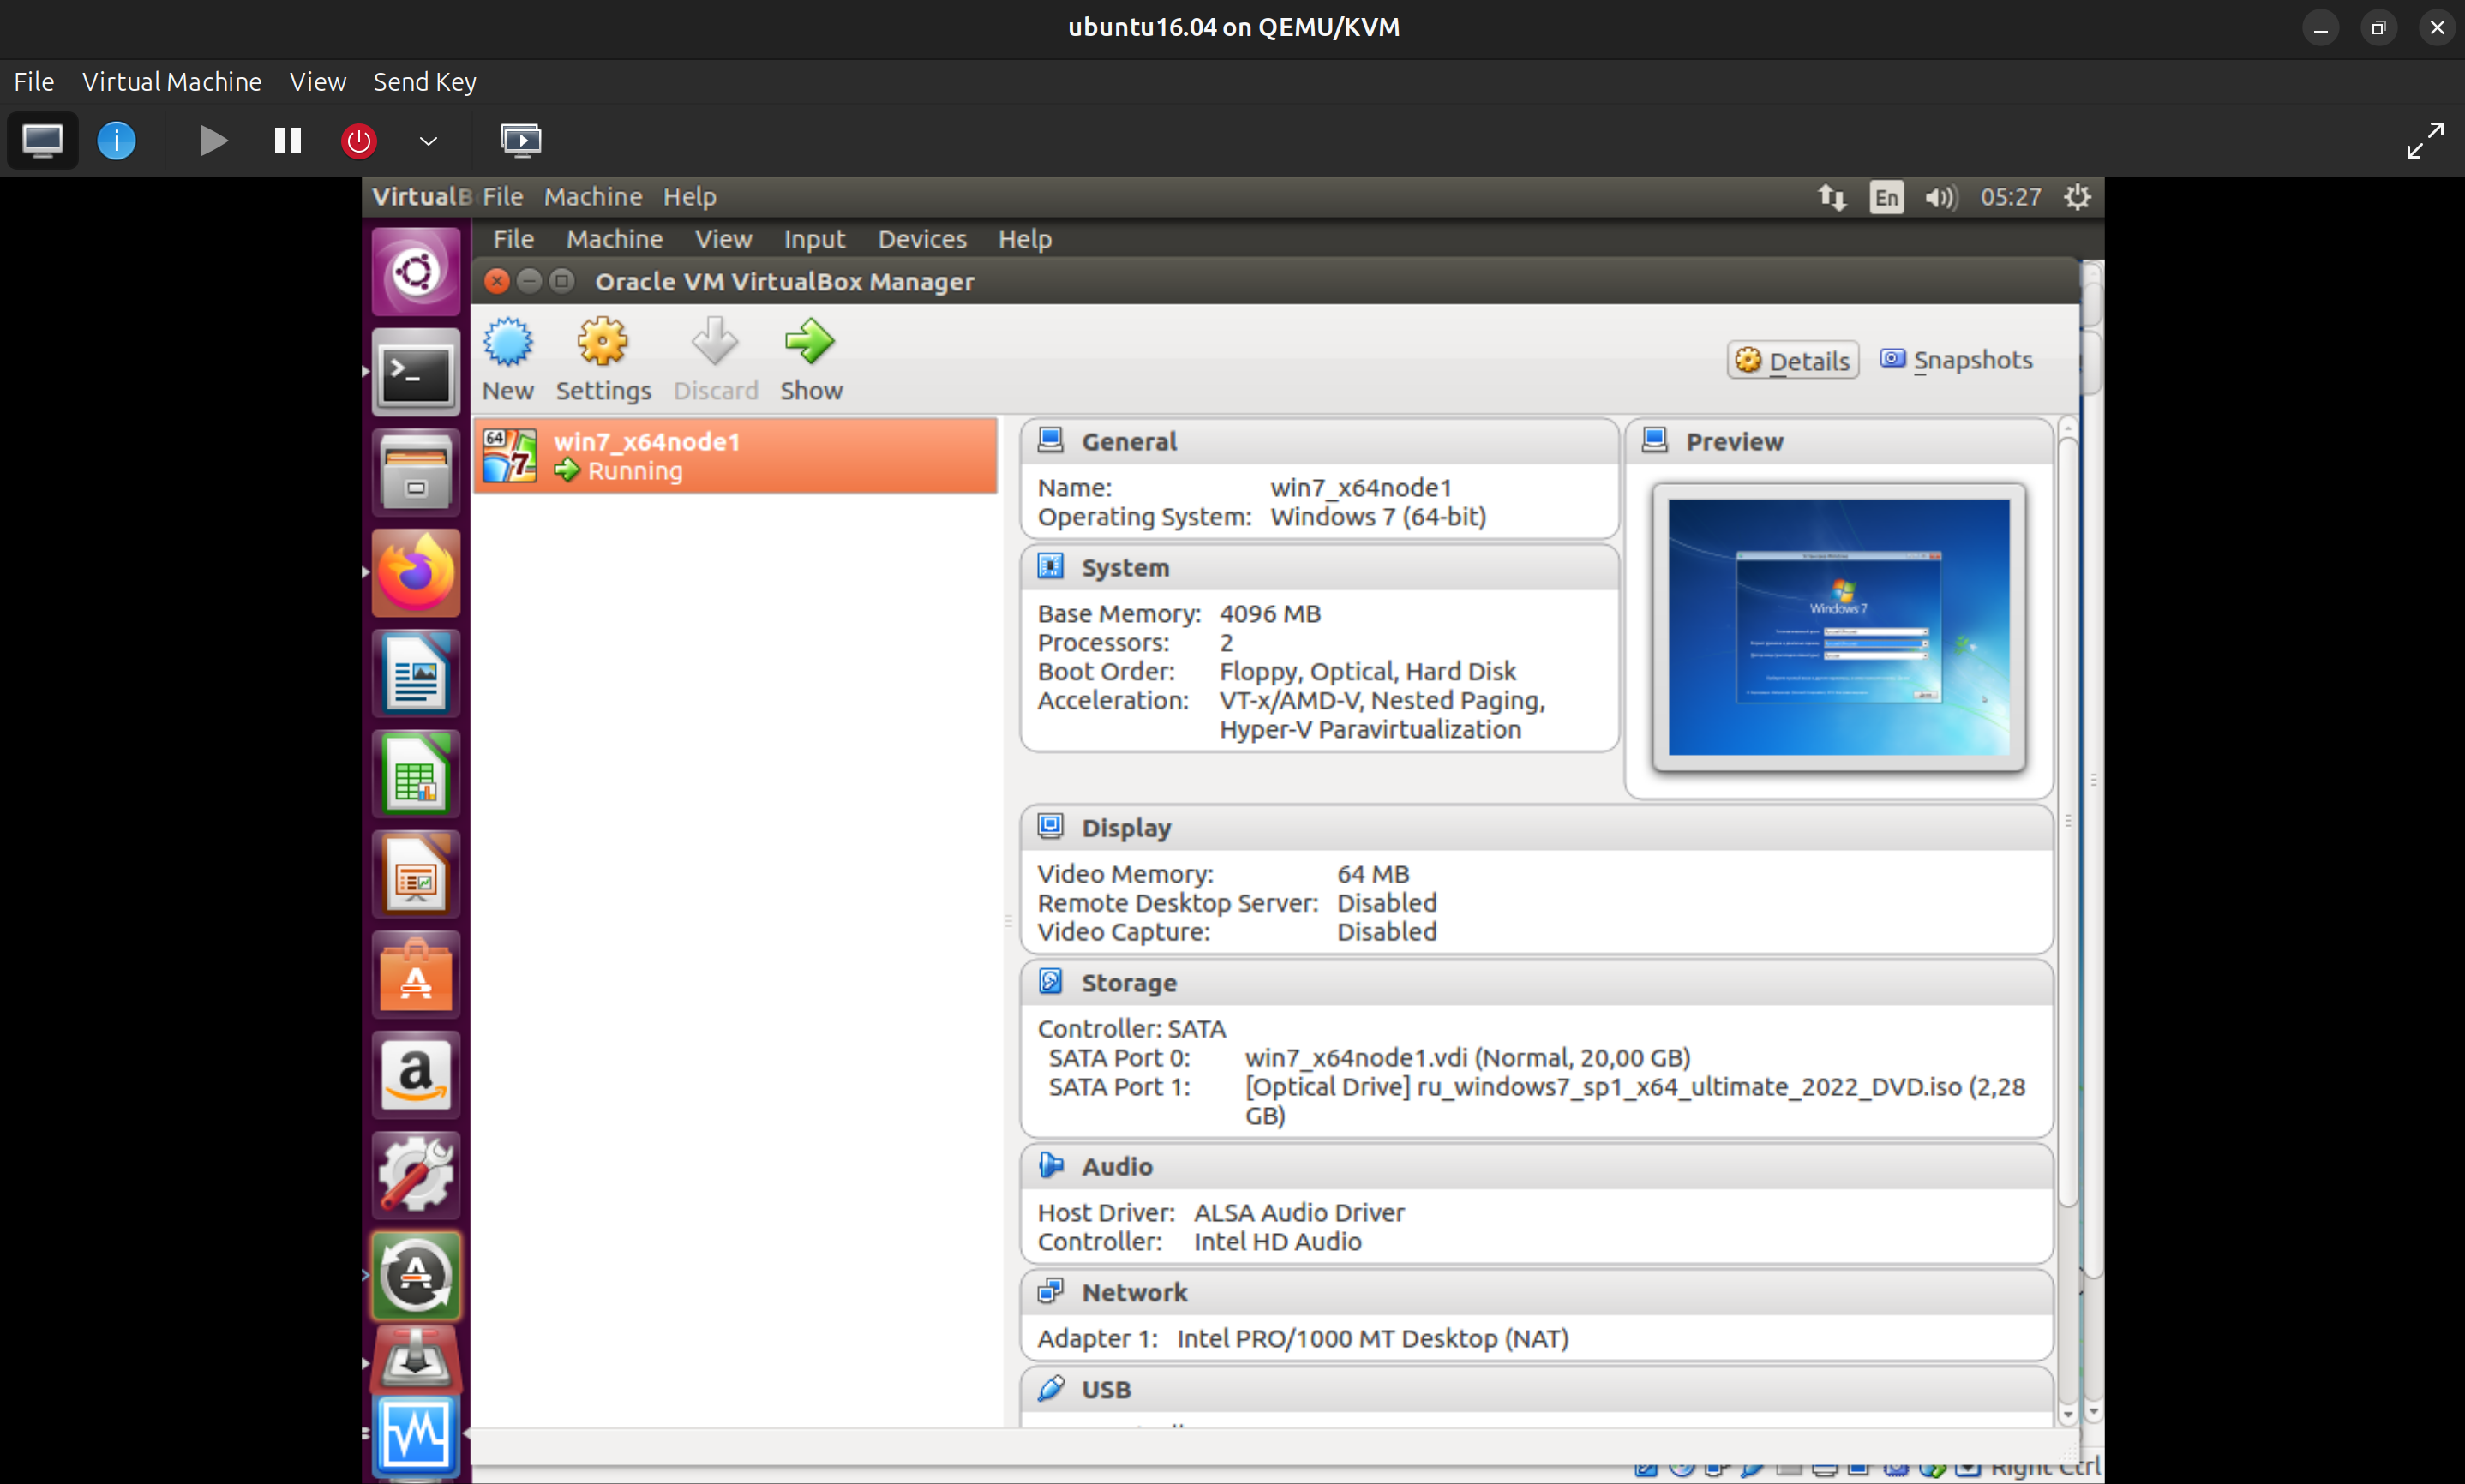 ubuntu16.04 on QEMU/KVM
File Virtual Machine View Send Key
VirtualB File Machine Help En 05:27
File Machine View Input Devices Help
Oracle VM VirtualBox Manager
New Settings Discard Show Details Snapshots
64 7
win7_x64node1
Running
General
Name: win7_x64node1
Operating System: Windows 7 (64-bit)
Preview
Windows 7
System
Base Memory: 4096 MB
Processors: 2
Boot Order: Floppy, Optical, Hard Disk
Acceleration: VT-x/AMD-V, Nested Paging,
Hyper-V Paravirtualization
Display
Video Memory: 64 MB
Remote Desktop Server: Disabled
Video Capture: Disabled
Storage
Controller: SATA
SATA Port 0: win7_x64node1.vdi (Normal, 20,00 GB)
SATA Port 1: [Optical Drive] ru_windows7_sp1_x64_ultimate_2022_DVD.iso (2,28
GB)
Audio
Host Driver: ALSA Audio Driver
Controller: Intel HD Audio
Network
Adapter 1: Intel PRO/1000 MT Desktop (NAT)
USB
Right Ctrl